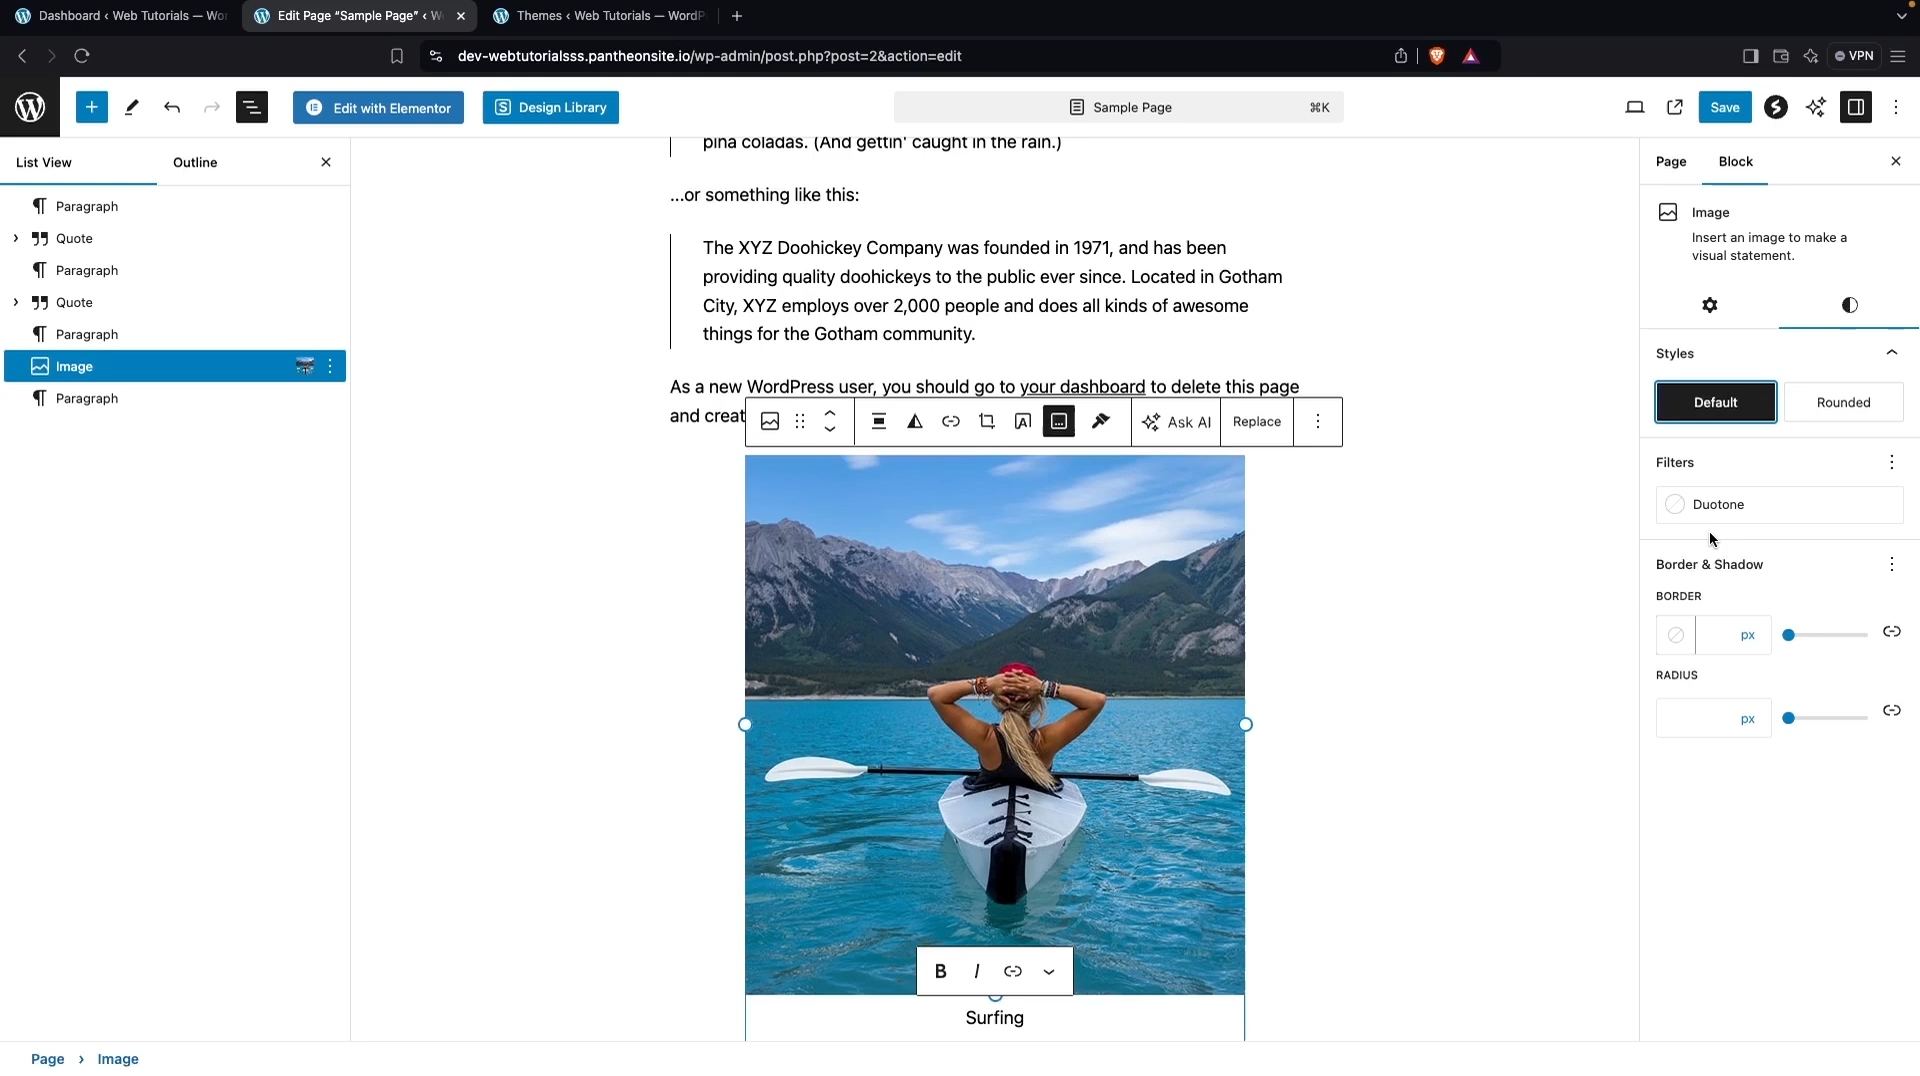 Dashboard ‹ Web Tutorials — Wor
Edit Page “Sample Page” ‹ W
Themes ‹ Web Tutorials — WordP
dev-webtutorialsss.pantheonsite.io/wp-admin/post.php?post=2&action=edit
VPN
Edit with Elementor
Design Library
Sample Page
⌘K
Save
List View
Outline
Paragraph
Quote
Paragraph
Quote
Paragraph
Image
Paragraph
pina coladas. (And gettin' caught in the rain.)
...or something like this:
The XYZ Doohickey Company was founded in 1971, and has been
providing quality doohickeys to the public ever since. Located in Gotham
City, XYZ employs over 2,000 people and does all kinds of awesome
things for the Gotham community.
As a new WordPress user, you should go to your dashboard to delete this page
and creat
Ask AI
Replace
B I
Surfing
Page
Block
Image
Insert an image to make a
visual statement.
Styles
Default
Rounded
Filters
Duotone
Border & Shadow
BORDER
px
RADIUS
px
Page › Image